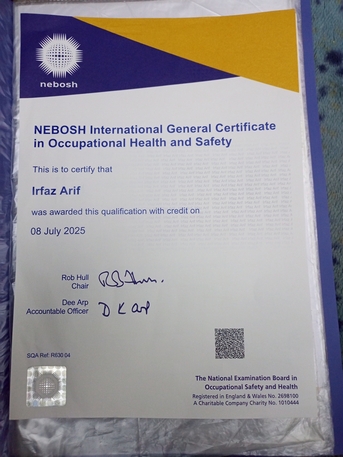 nebosh
NEBOSH International General Certificate
in Occupational Health and Safety
This is to certify that
Irfaz Arif
was awarded this qualification with credit on
08 July 2025
Rob Hull
Chair
Dee Arp
Accountable Officer
D K Arp
SQA Ref: R630 04
The National Examination Board in
Occupational Safety and Health
Registered in England & Wales No. 2698100
A Charitable Company Charity No. 1010444